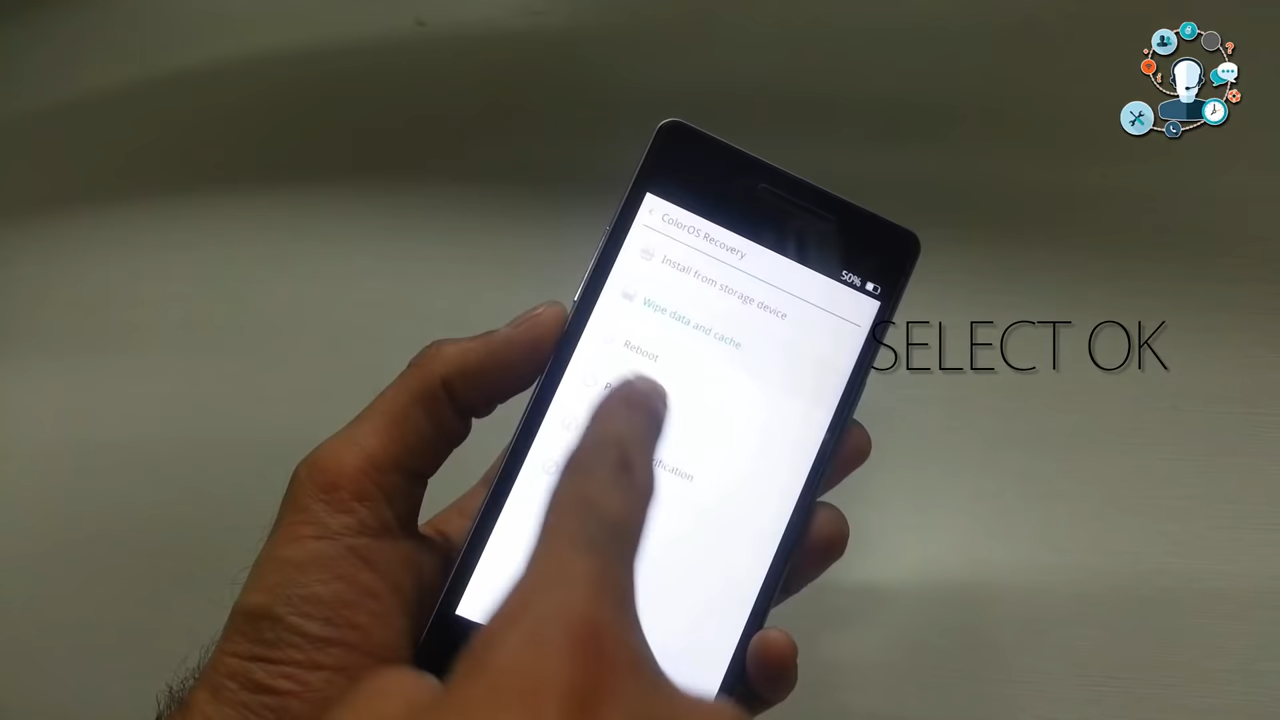 ColorOS Recovery
50%
Install from storage device
Wipe data and cache
Reboot
SELECT OK